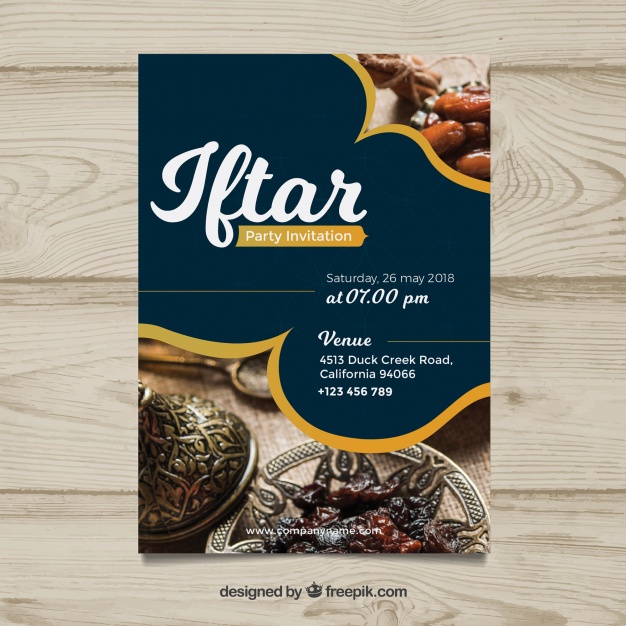 Iftar
Party Invitation
Saturday, 26 may 2018
at 07.00 pm
Venue
4513 Duck Creek Road,
California 94066
+123 456 789
www.companyname.com
designed by freepik.com